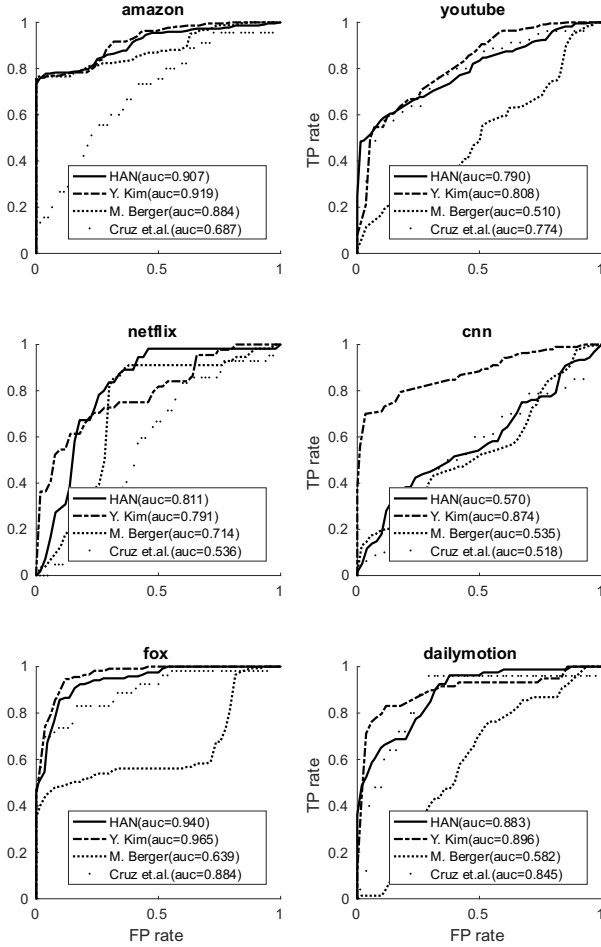 amazon
1
0.8
0.6
0.4
0.2
0
0
0.5
1
HAN(auc=0.907)
Y. Kim(auc=0.919)
M. Berger(auc=0.884)
Cruz et.al.(auc=0.687)
youtube
TP rate
1
0.8
0.6
0.4
0.2
0
0
0.5
1
HAN(auc=0.790)
Y. Kim(auc=0.808)
M. Berger(auc=0.510)
Cruz et.al.(auc=0.774)
netflix
1
0.8
0.6
0.4
0.2
0
0
0.5
1
HAN(auc=0.811)
Y. Kim(auc=0.791)
M. Berger(auc=0.714)
Cruz et.al.(auc=0.536)
cnn
TP rate
1
0.8
0.6
0.4
0.2
0
0
0.5
1
HAN(auc=0.570)
Y. Kim(auc=0.874)
M. Berger(auc=0.535)
Cruz et.al.(auc=0.518)
fox
1
0.8
0.6
0.4
0.2
0
0
0.5
1
HAN(auc=0.940)
Y. Kim(auc=0.965)
M. Berger(auc=0.639)
Cruz et.al.(auc=0.884)
FP rate
dailymotion
TP rate
1
0.8
0.6
0.4
0.2
0
0
0.5
1
HAN(auc=0.883)
Y. Kim(auc=0.896)
M. Berger(auc=0.582)
Cruz et.al.(auc=0.845)
FP rate